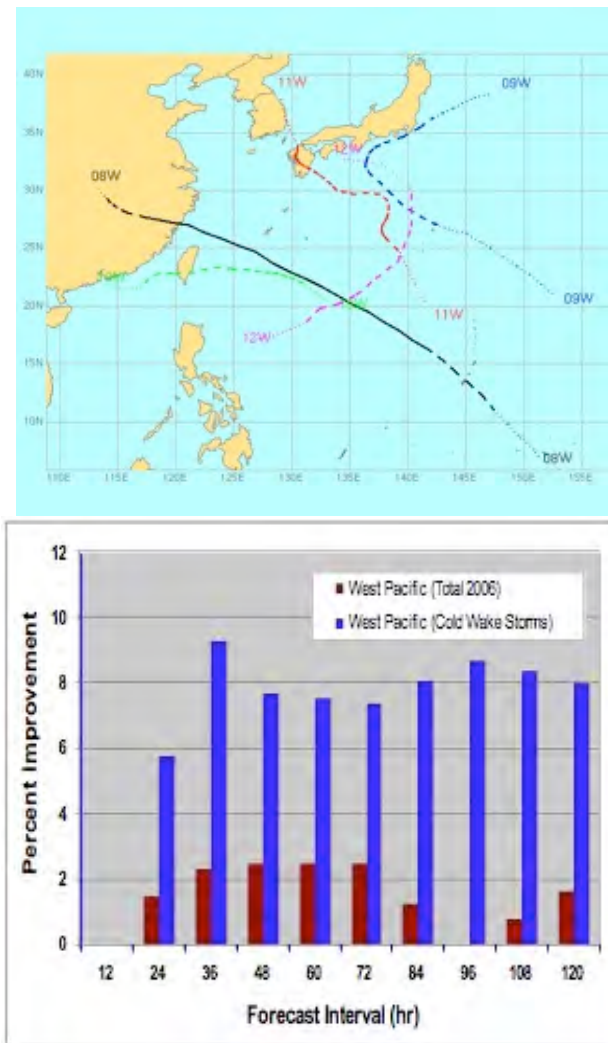 40N
11W
09W
35N
12W
08W
30N
25N
20N
09W
11W
12W
15N
10N
08W
110E 115E 120E 125E 130E 135E 140E 145E 150E 155E
12
West Pacific (Total 2006)
10
West Pacific (Cold Wake Storms)
8
6
4
2
0
Percent Improvement
12 24 36 48 60 72 84 96 108 120
Forecast Interval (hr)